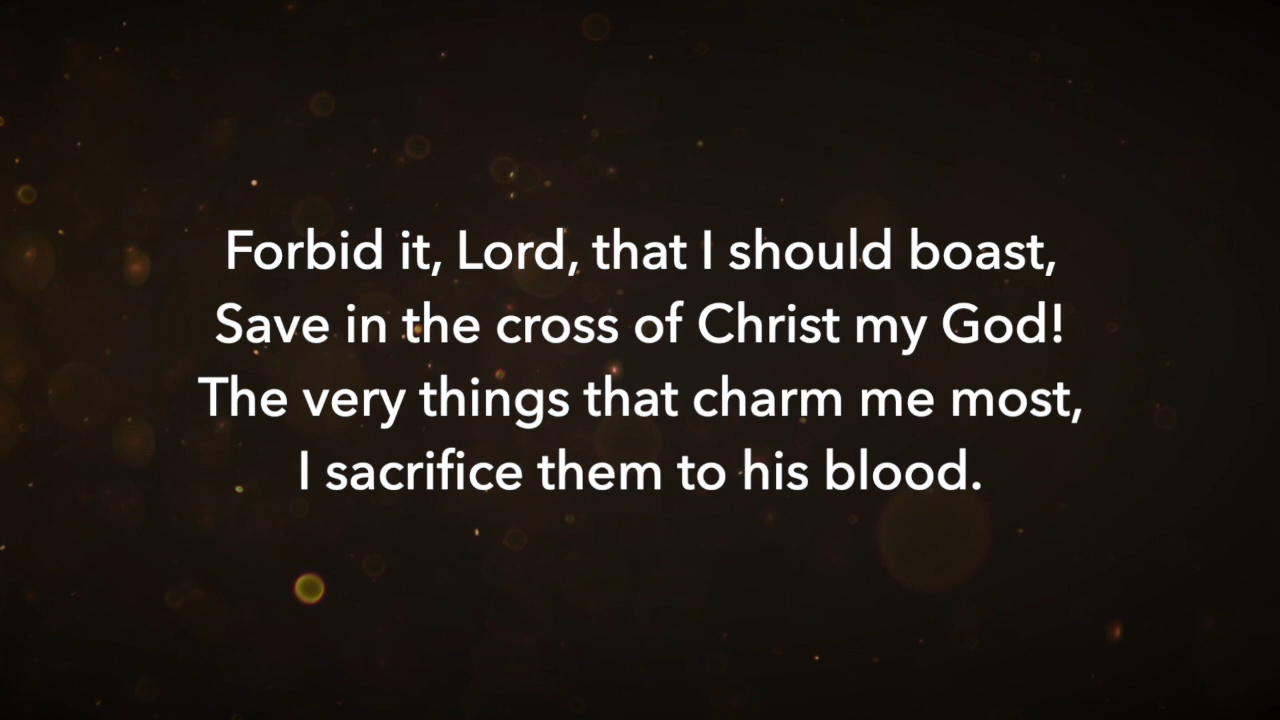 Forbid it, Lord, that I should boast,
Save in the cross of Christ my God!
The very things that charm me most,
I sacrifice them to his blood.